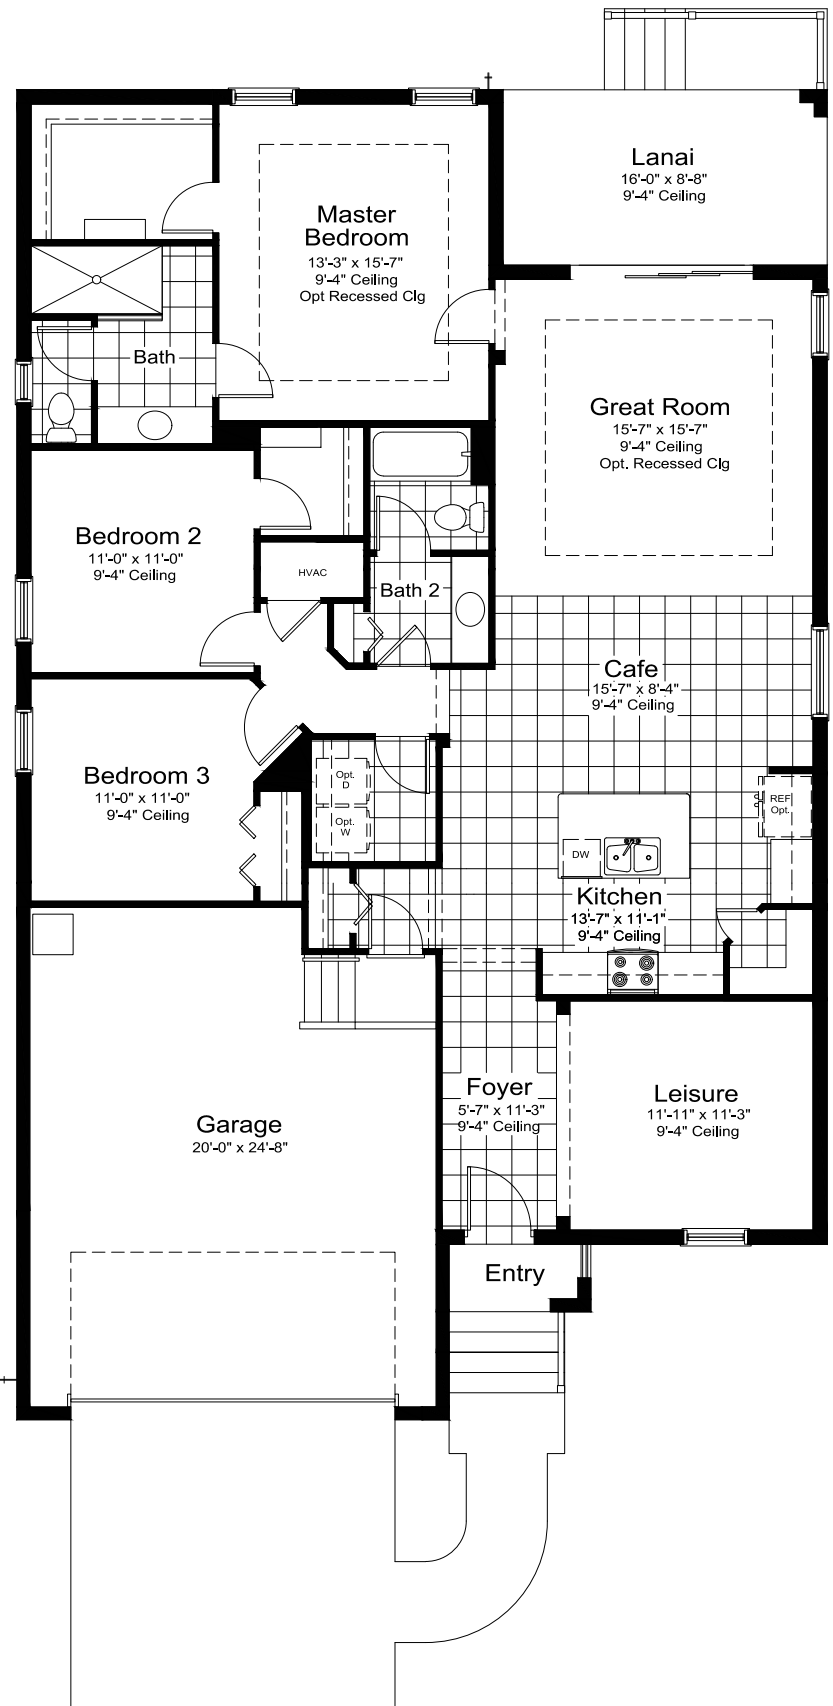 Lanai
16'-0" x 8'-8"
9'-4" Ceiling
Master
Bedroom
13'-3" x 15'-7"
9'-4" Ceiling
Opt Recessed Clg
Bath
Great Room
15'-7" x 15'-7"
9'-4" Ceiling
Opt. Recessed Clg
Bedroom 2
11'-0" x 11'-0"
9'-4" Ceiling
HVAC
Bath 2
Cafe
15'-7" x 8'-4"
9'-4" Ceiling
Bedroom 3
11'-0" x 11'-0"
9'-4" Ceiling
Opt.
D
Opt.
W
REF
Opt.
DW
Kitchen
13'-7" x 11'-1"
9'-4" Ceiling
Foyer
5'-7" x 11'-3"
9'-4" Ceiling
Leisure
11'-11" x 11'-3"
9'-4" Ceiling
Garage
20'-0" x 24'-8"
Entry